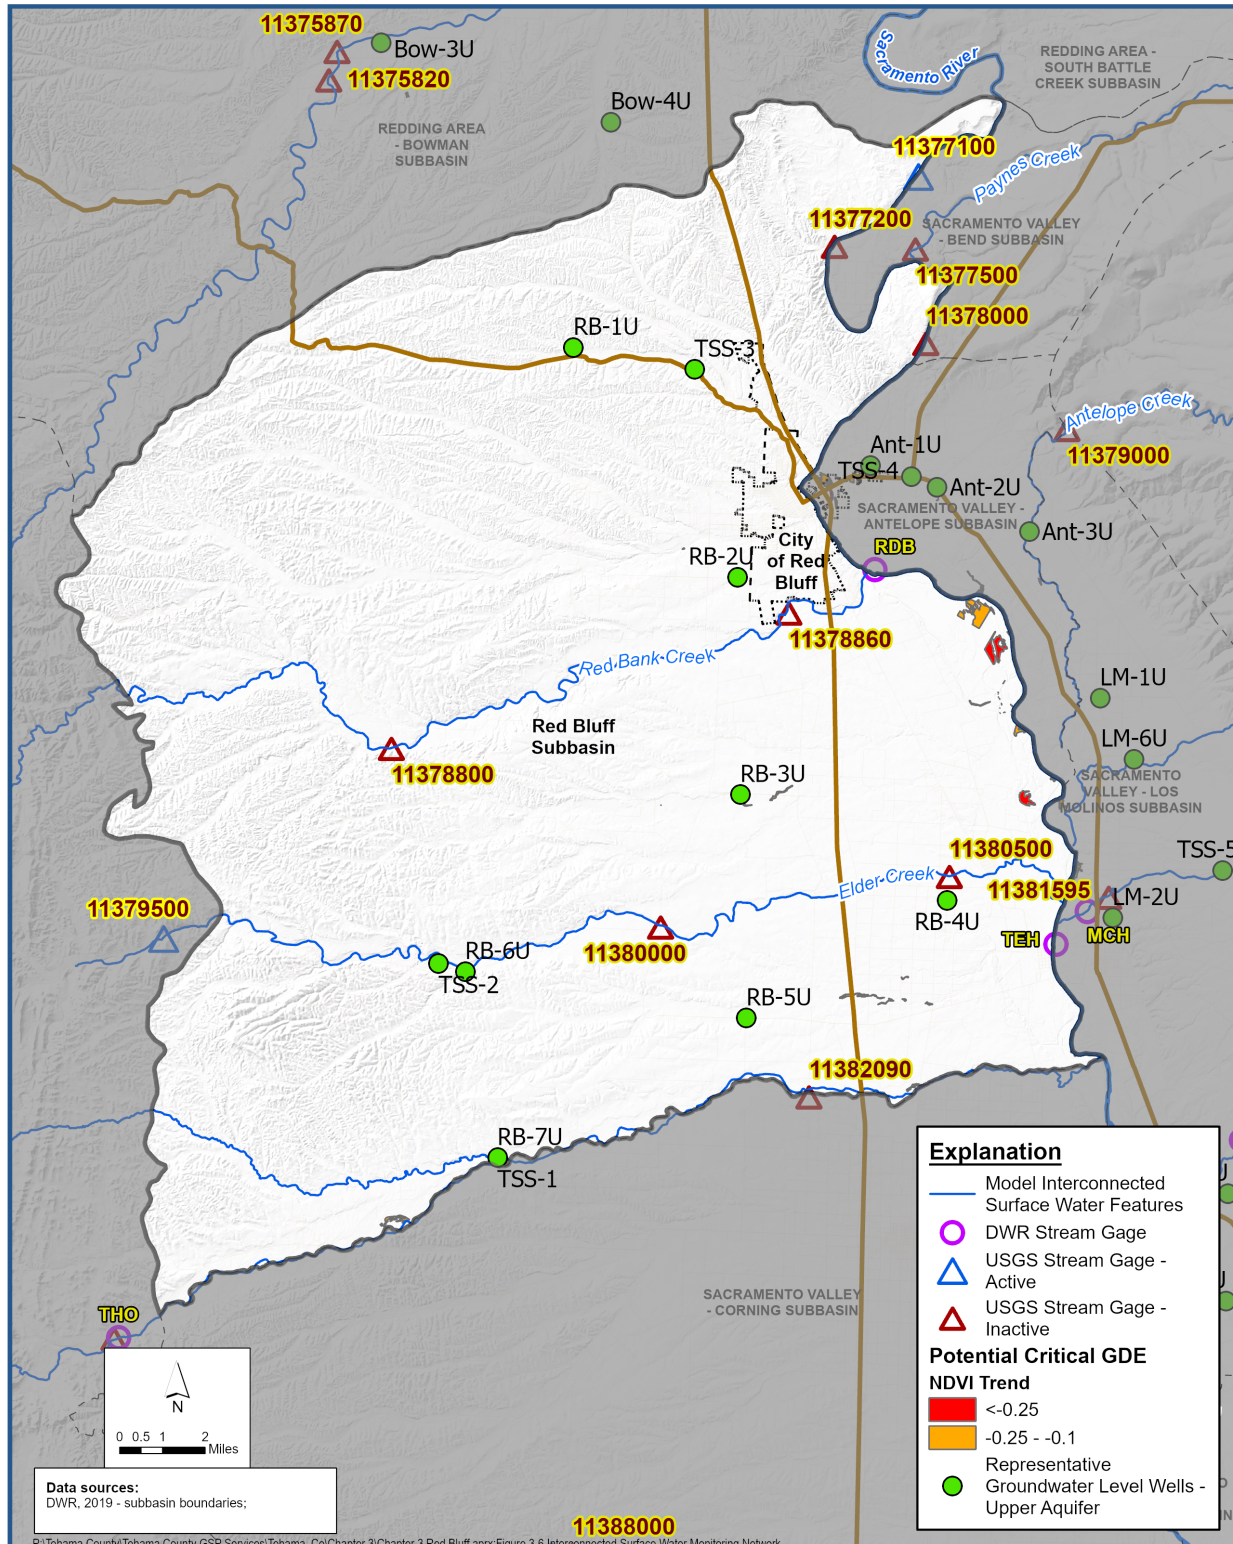 11375870
Bow-3U
11375820
Bow-4U
Sacramento River
REDDING AREA -
SOUTH BATTLE
CREEK SUBBASIN
REDDING AREA
- BOWMAN
SUBBASIN
11377100
Paynes Creek
11377200
SACRAMENTO VALLEY
- BEND SUBBASIN
11377500
11378000
RB-1U
TSS-3
Antelope Creek
11379000
Ant-1U
TSS-4
Ant-2U
SACRAMENTO VALLEY -
ANTELOPE SUBBASIN
Ant-3U
City
of Red
Bluff
RDB
RB-2U
11378860
Red Bank Creek
LM-1U
Red Bluff
Subbasin
LM-6U
11378800
RB-3U
SACRAMENTO
VALLEY - LOS
MOLINOS SUBBASIN
11380500
TSS-5
Elder Creek
11381595
LM-2U
11379500
RB-4U
MCH
TEH
11380000
RB-6U
TSS-2
RB-5U
11382090
RB-7U
TSS-1
SACRAMENTO VALLEY
- CORNING SUBBASIN
THO
N
0 0.5 1 2
Miles
Data sources:
DWR, 2019 - subbasin boundaries;
11388000
Explanation
Model Interconnected
Surface Water Features
DWR Stream Gage
USGS Stream Gage -
Active
USGS Stream Gage -
Inactive
Potential Critical GDE
NDVI Trend
<-0.25
-0.25 - -0.1
Representative
Groundwater Level Wells -
Upper Aquifer